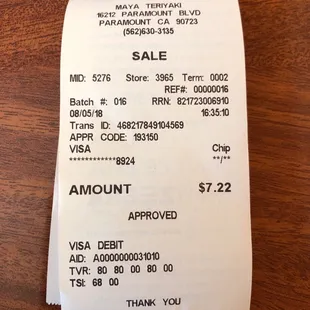 MAYA TERIYAKI
16212 PARAMOUNT BLVD
PARAMOUNT CA 90723
(562)630-3135
SALE
MID: 5276 Store: 3965 Term: 0002
REF#: 00000016
Batch #: 016 RRN: 821723006910
08/05/18 16:35:10
Trans ID: 468217849104569
APPR CODE: 193150
VISA Chip
************8924 **/**
AMOUNT $7.22
APPROVED
VISA DEBIT
AID: A0000000031010
TVR: 80 80 00 80 00
TSI: 68 00
THANK YOU